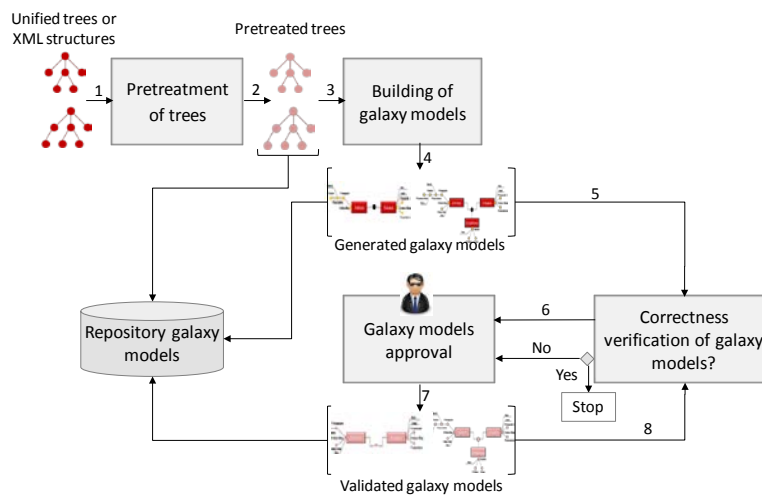 Unified trees or
XML structures
Pretreated trees
1
Pretreatment
of trees
2
3
Building of
galaxy models
4
5
Generated galaxy models
Repository galaxy
models
Galaxy models
approval
6
No
Yes
Stop
Correctness
verification of galaxy
models?
7
8
Validated galaxy models